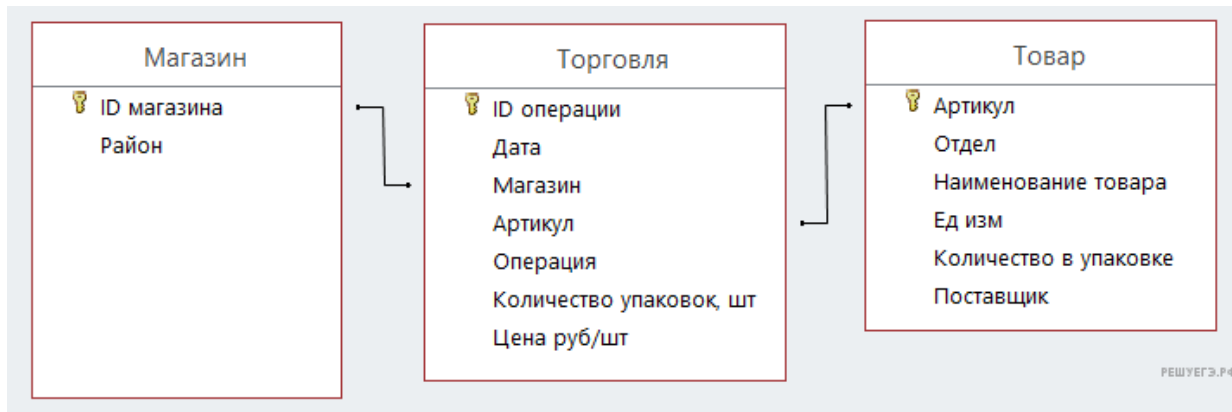 Магазин
ID магазина
Район
Торговля
ID операции
Дата
Магазин
Артикул
Операция
Количество упаковок, шт
Цена руб/шт
Товар
Артикул
Отдел
Наименование товара
Ед изм
Количество в упаковке
Поставщик
РЕШУЕГЭ.РФ